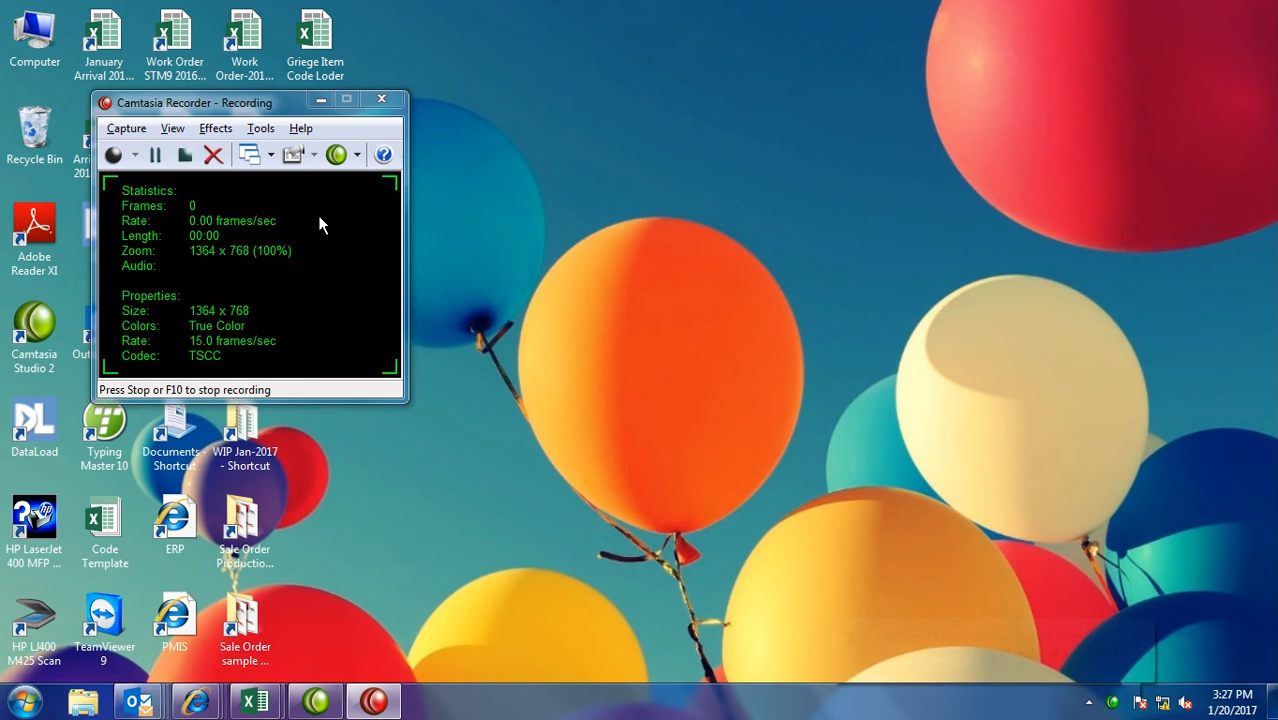 Computer
January
Arrival 201...
Work Order
STM9 2016...
Work
Order-201...
Griege Item
Code Loder
Camtasia Recorder - Recording
Capture View Effects Tools Help
Recycle Bin
Statistics:
Frames: 0
Rate: 0.00 frames/sec
Length: 00:00
Zoom: 1364 x 768 (100%)
Audio:
Properties:
Size: 1364 x 768
Colors: True Color
Rate: 15.0 frames/sec
Codec: TSCC
Press Stop or F10 to stop recording
Adobe
Reader XI
Camtasia
Studio 2
DataLoad
Typing
Master 10
Documents -
Shortcut
WIP Jan-2017
- Shortcut
HP LaserJet
400 MFP ...
Code
Template
ERP
Sale Order
Productio...
HP LJ400
M425 Scan
TeamViewer
9
PMIS
Sale Order
sample ...
3:27 PM
1/20/2017